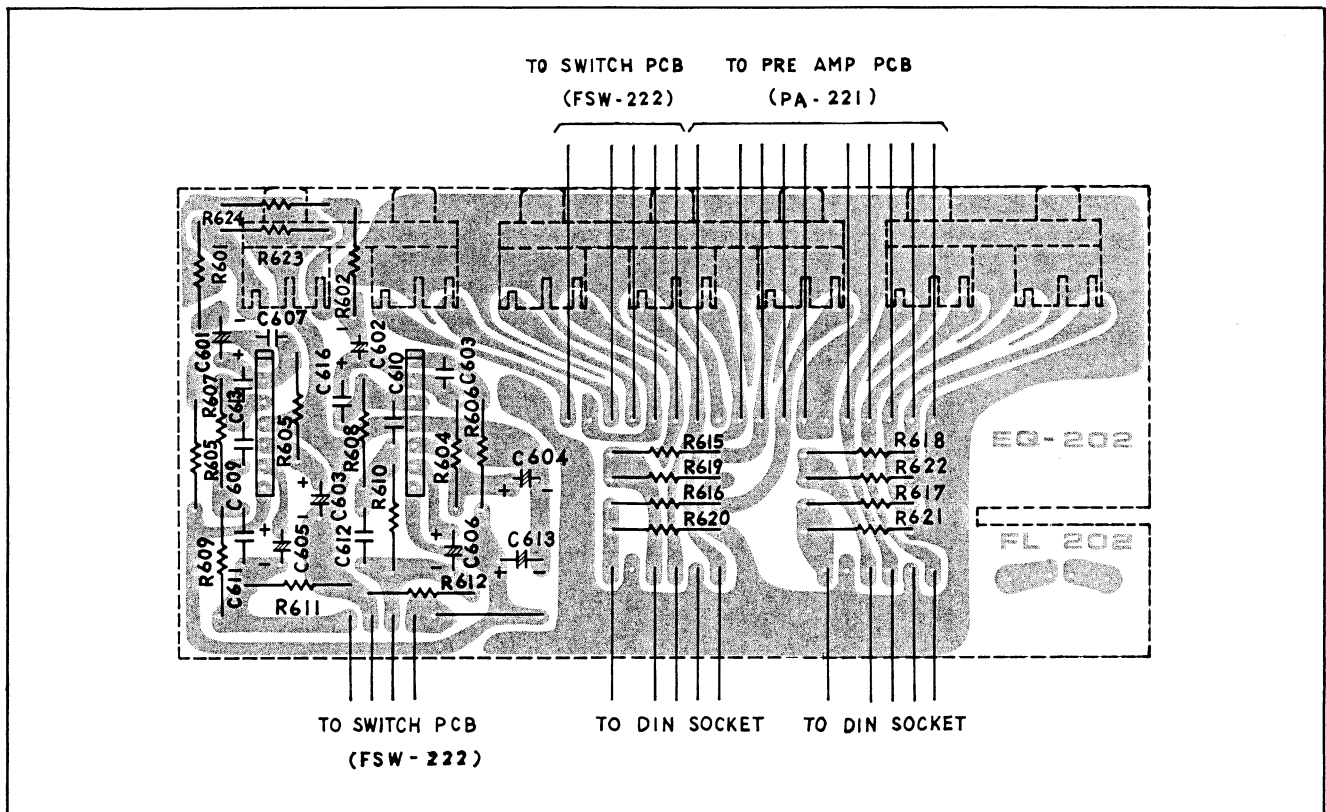 TO SWITCH PCB
(FSW-222)
TO PRE AMP PCB
(PA-221)
R624
R601
R623
R602
C601
C607
C616
C602
C610
C603
R607
C613
R605
C609
R605
C603
R608
R610
R604
R606
C604
R615
R619
R616
R620
R618
R622
R617
R621
EQ-202
FL 202
R609
C611
C605
C612
C606
C613
R611
R612
TO SWITCH PCB
(FSW-222)
TO DIN SOCKET
TO DIN SOCKET